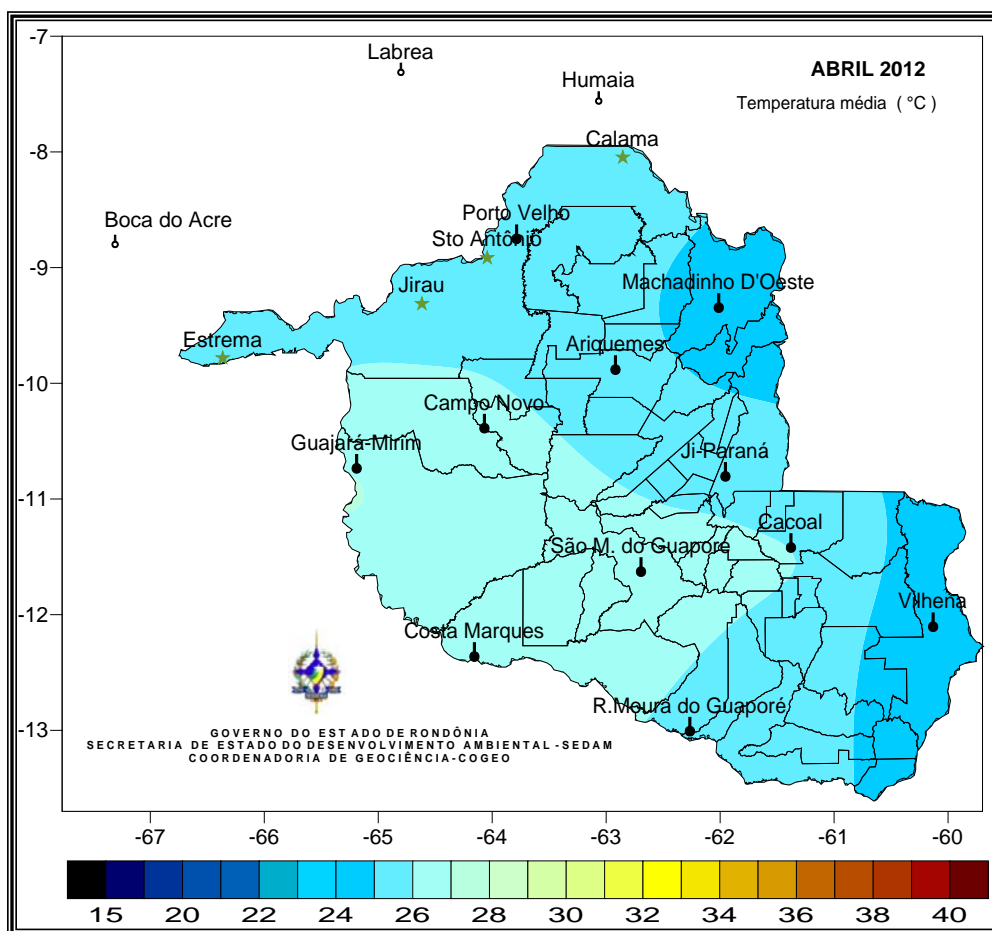 ABRIL 2012
Temperatura média ( °C )
-7
-8
-9
-10
-11
-12
-13
Labrea
Humaia
Calama
Boca do Acre
Porto Velho
Sto Antônio
Machadinho D'Oeste
Jirau
Estrema
Ariquemes
Campo Novo
Guajará-Mirim
Ji-Paraná
Cacoal
São M. do Guaporé
Vilhena
Costa Marques
R.Moura do Guaporé
GOVERNO DO ESTADO DE RONDÔNIA
SECRETARIA DE ESTADO DO DESENVOLVIMENTO AMBIENTAL -SEDAM
COORDENADORIA DE GEOCIÊNCIA-COGEO
-67 -66 -65 -64 -63 -62 -61 -60
15 20 22 24 26 28 30 32 34 36 38 40